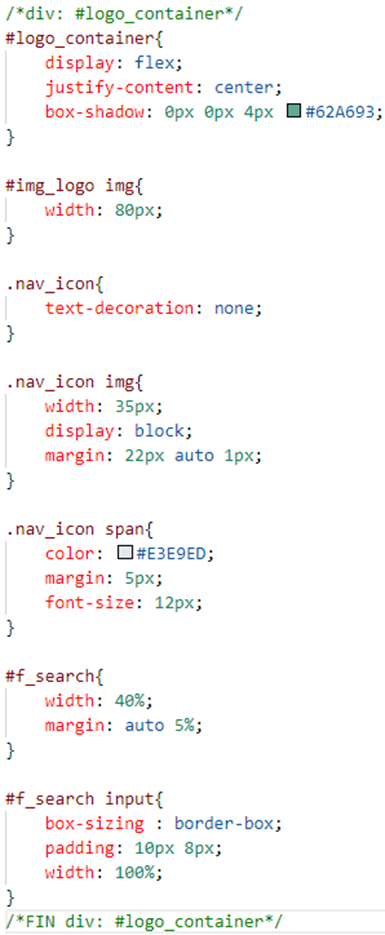 /*div: #logo_container*/
#logo_container{
    display: flex;
    justify-content: center;
    box-shadow: 0px 0px 4px #62A693;
}

#img_logo img{
    width: 80px;
}

.nav_icon{
    text-decoration: none;
}

.nav_icon img{
    width: 35px;
    display: block;
    margin: 22px auto 1px;
}

.nav_icon span{
    color: #E3E9ED;
    margin: 5px;
    font-size: 12px;
}

#f_search{
    width: 40%;
    margin: auto 5%;
}

#f_search input{
    box-sizing : border-box;
    padding: 10px 8px;
    width: 100%;
}
/*FIN div: #logo_container*/